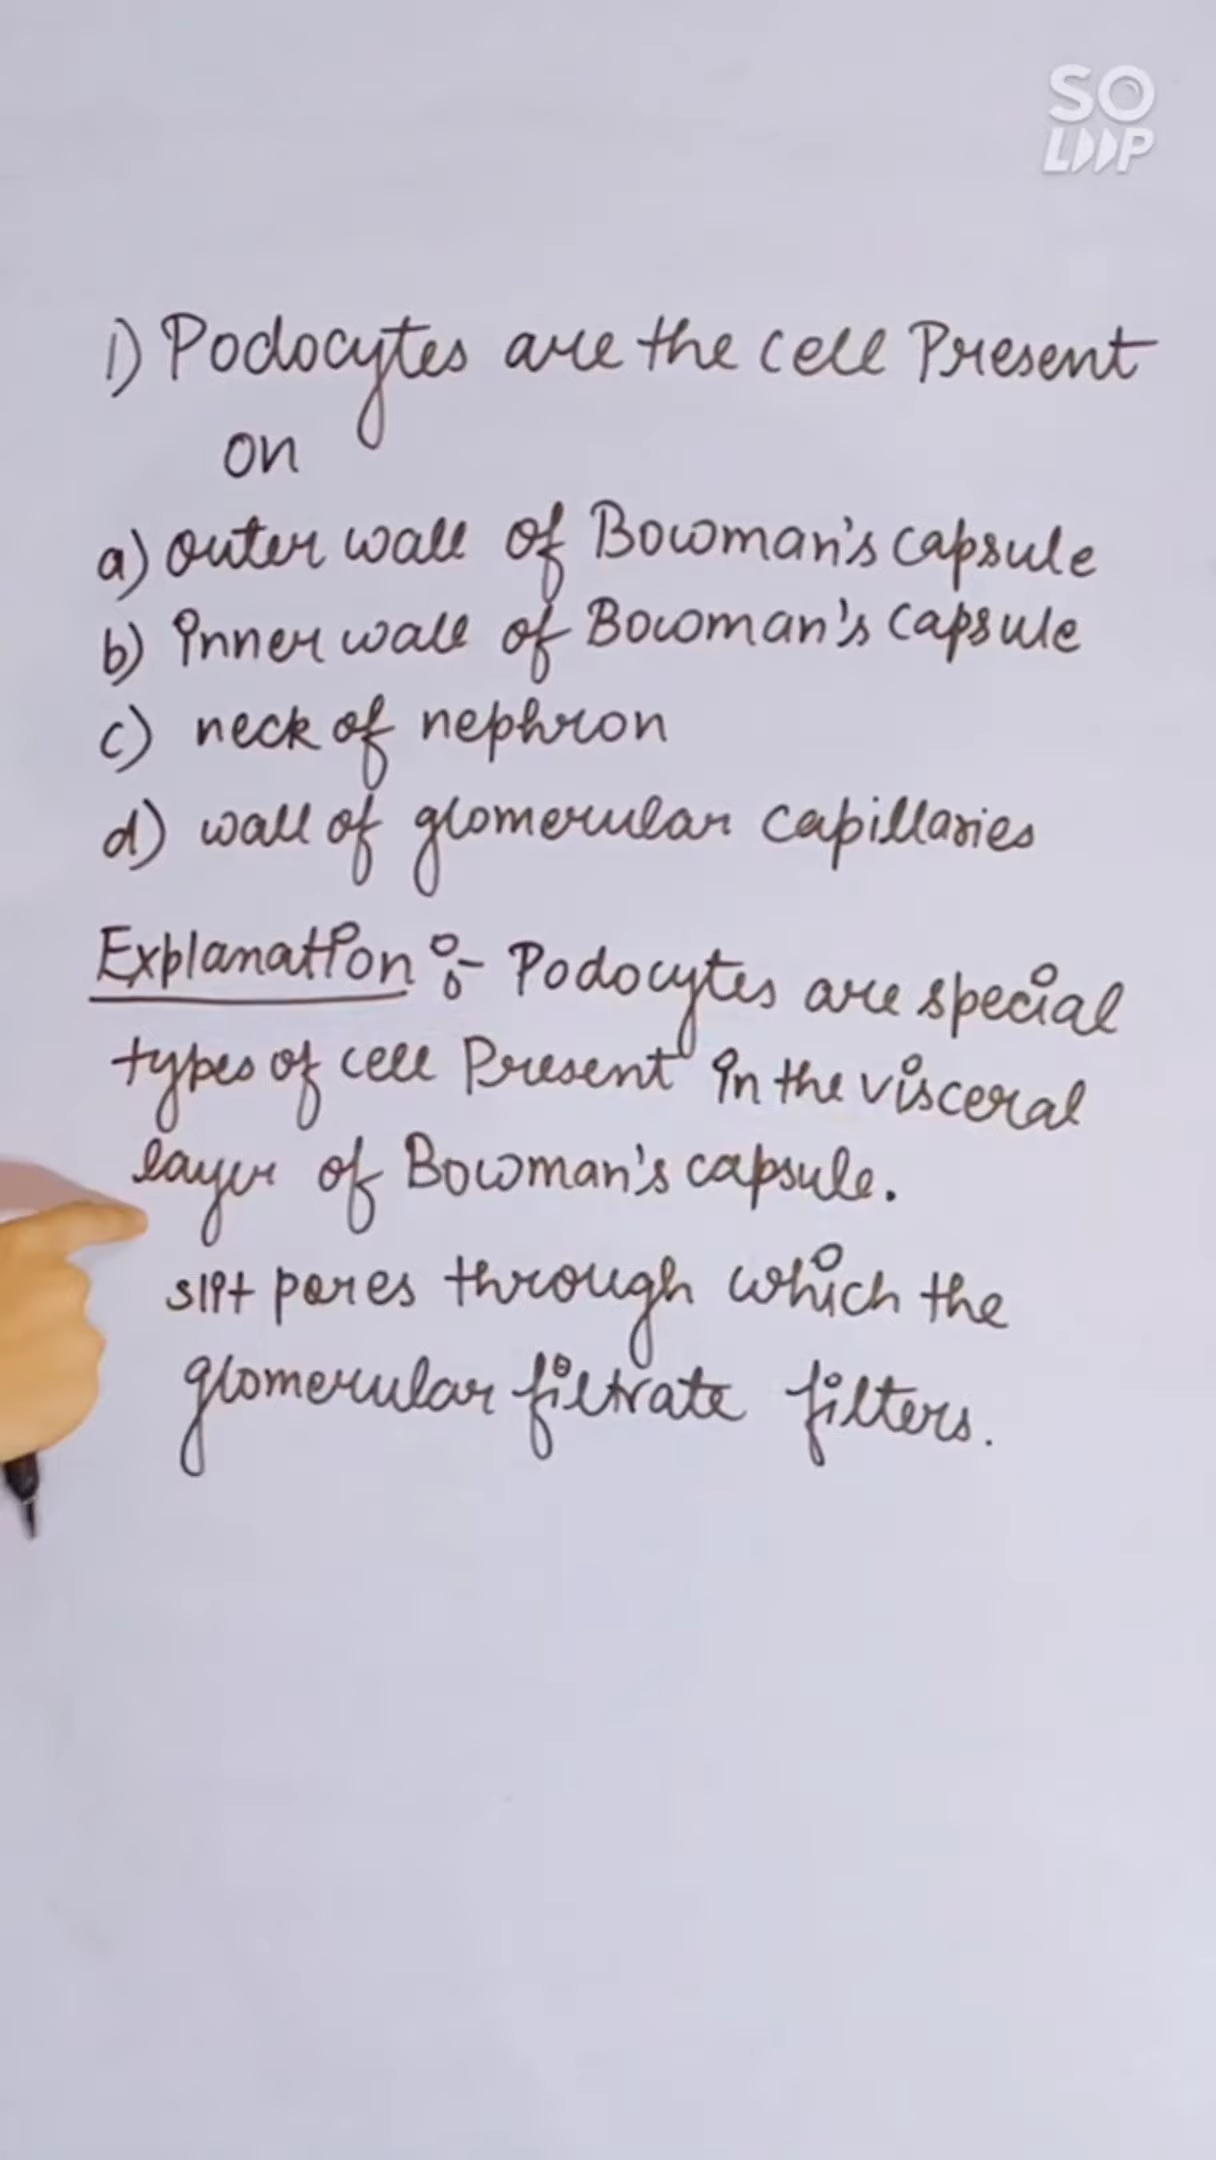 SO
LOOP
1) Podocytes are the cell Present
on
a) outer wall of Bowman's capsule
b) inner wall of Bowman's capsule
c) neck of nephron
d) wall of glomerular capillaries
Explanation :- Podocytes are special
types of cell Present in the visceral
layer of Bowman's capsule.
slit pores through which the
glomerular filtrate filters.